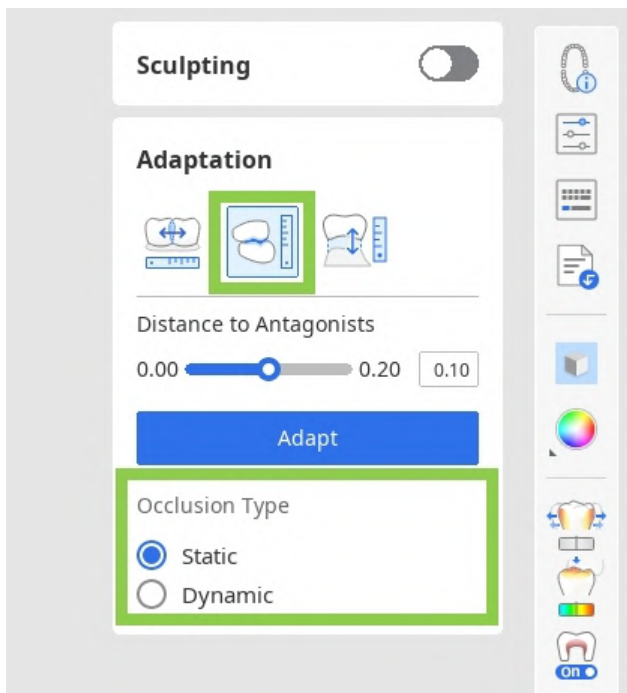 Sculpting
Adaptation
Distance to Antagonists
0.00 0.20 0.10
Adapt
Occlusion Type
Static
Dynamic
On